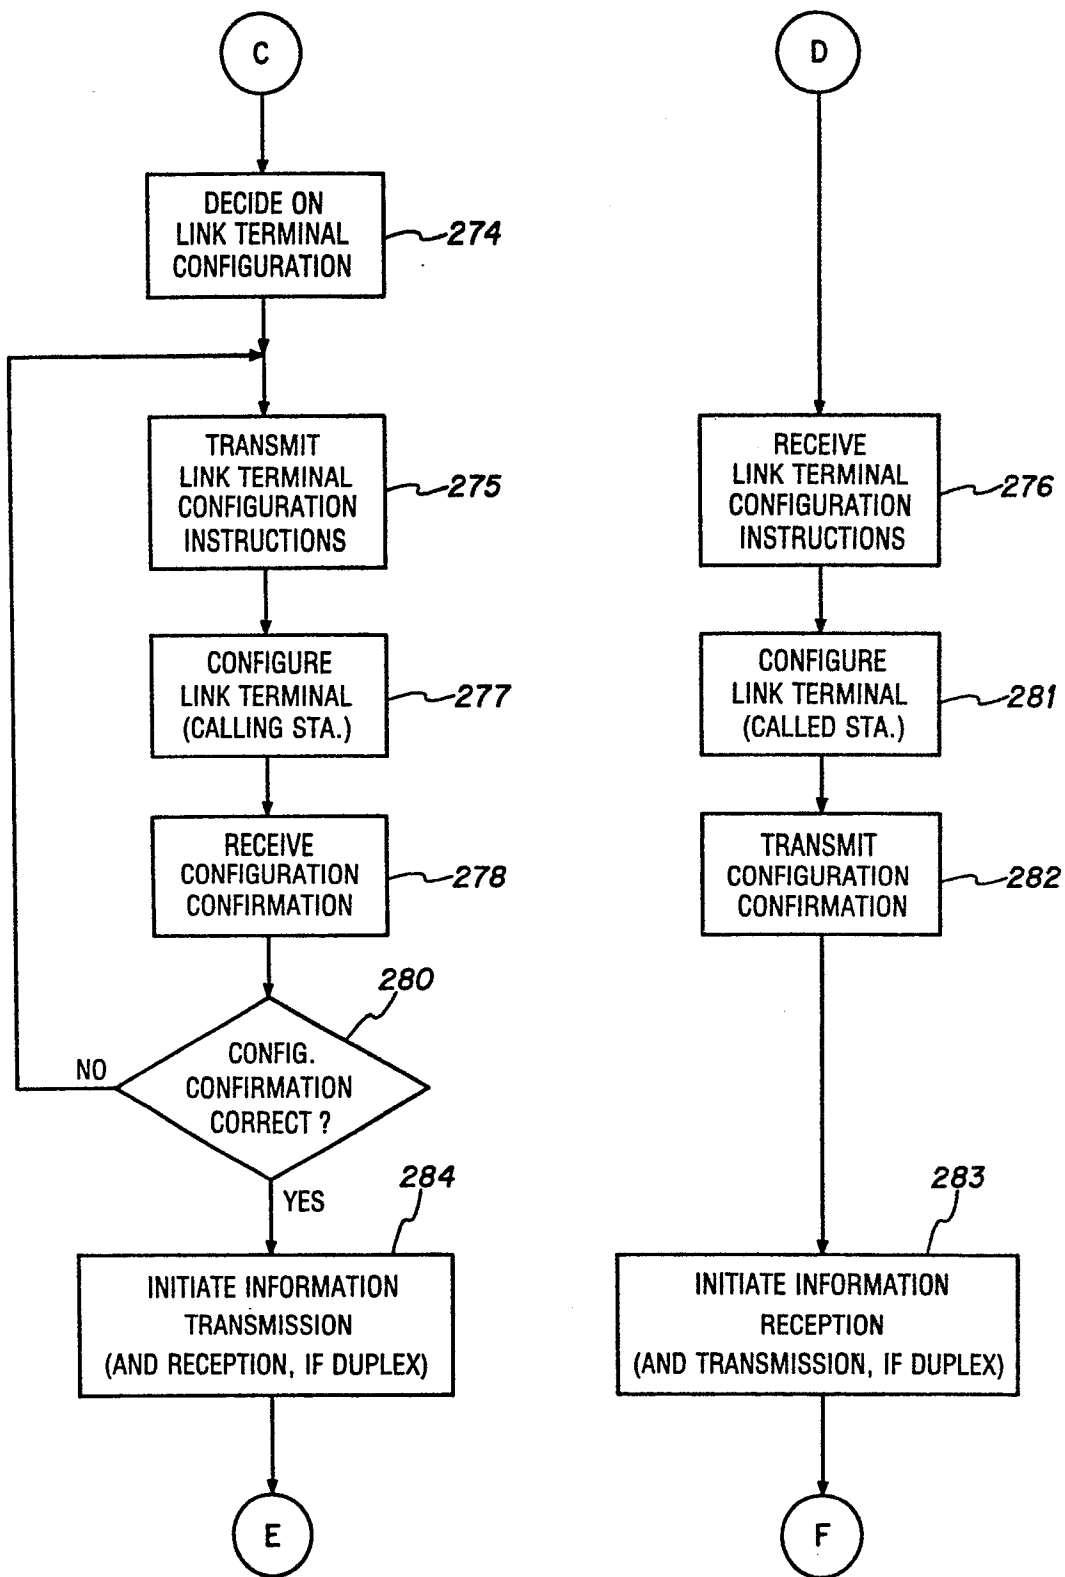 C
DECIDE ON
LINK TERMINAL
CONFIGURATION
274
TRANSMIT
LINK TERMINAL
CONFIGURATION
INSTRUCTIONS
275
CONFIGURE
LINK TERMINAL
(CALLING STA.)
277
RECEIVE
CONFIGURATION
CONFIRMATION
278
280
CONFIG.
CONFIRMATION
CORRECT ?
NO
YES
284
INITIATE INFORMATION
TRANSMISSION
(AND RECEPTION, IF DUPLEX)
E
D
RECEIVE
LINK TERMINAL
CONFIGURATION
INSTRUCTIONS
276
CONFIGURE
LINK TERMINAL
(CALLED STA.)
281
TRANSMIT
CONFIGURATION
CONFIRMATION
282
283
INITIATE INFORMATION
RECEPTION
(AND TRANSMISSION, IF DUPLEX)
F